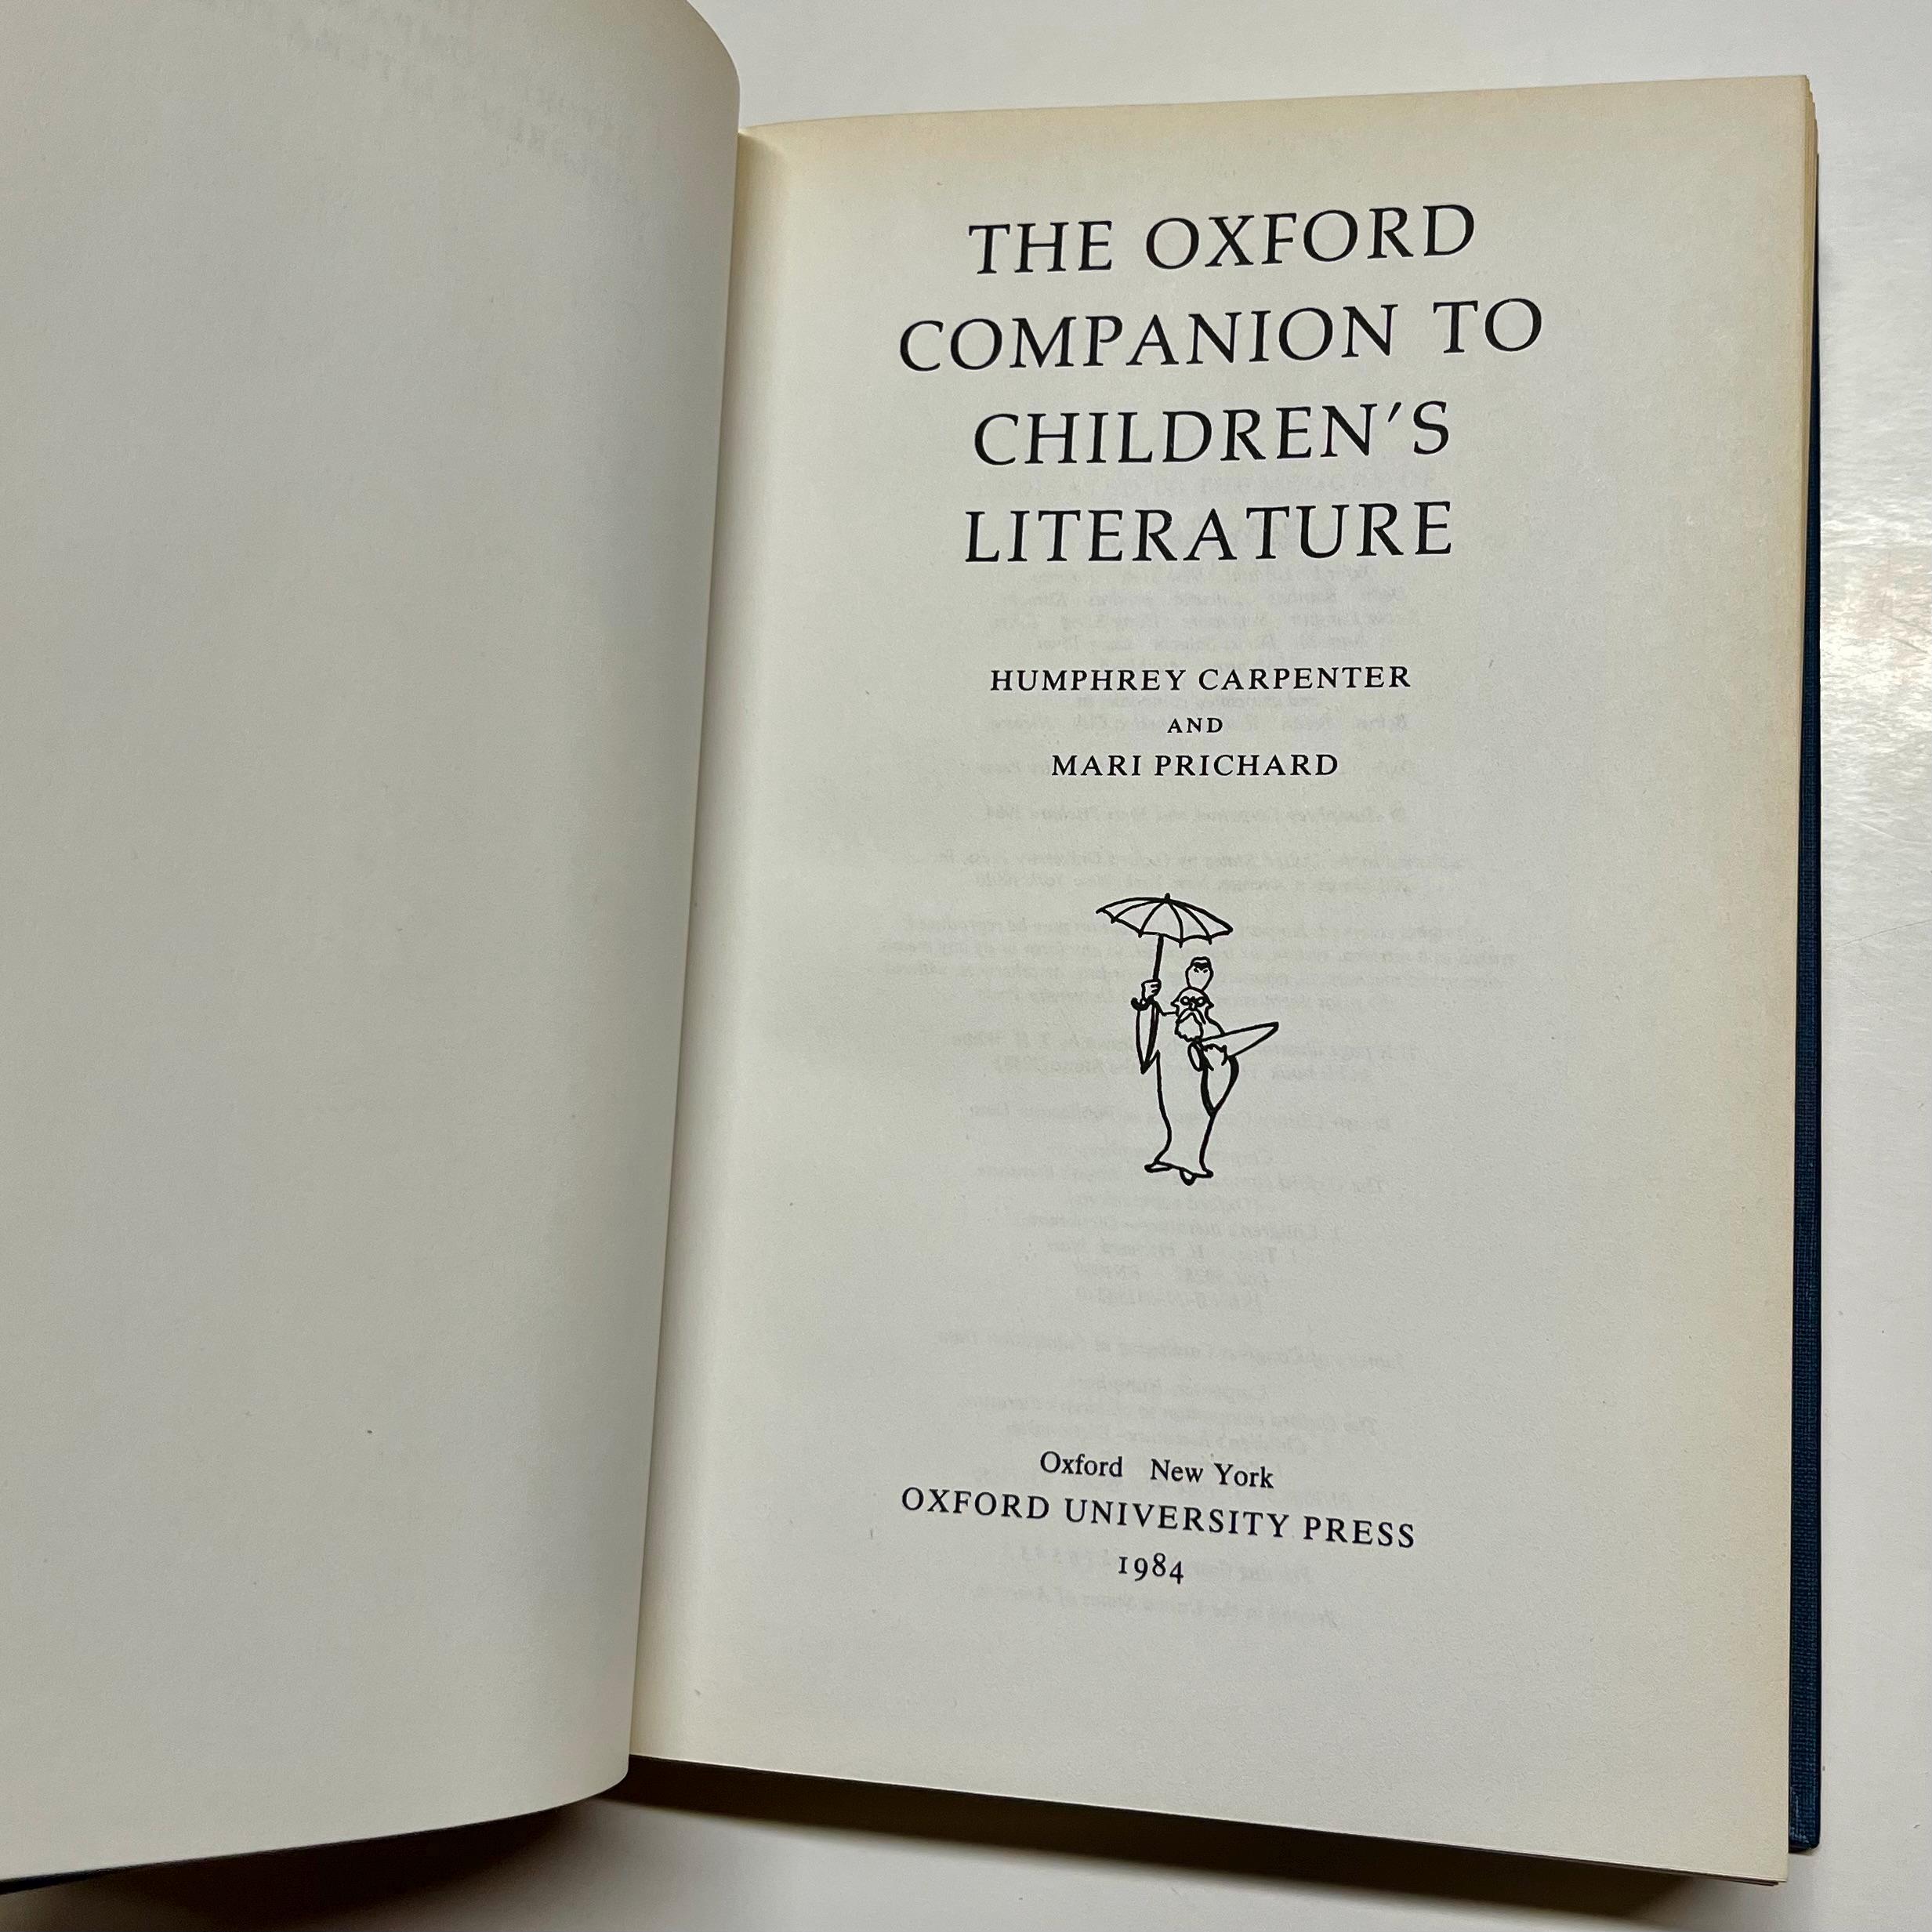 THE OXFORD
COMPANION TO
CHILDREN'S
LITERATURE
HUMPHREY CARPENTER
AND
MARI PRICHARD
Oxford New York
OXFORD UNIVERSITY PRESS
1984